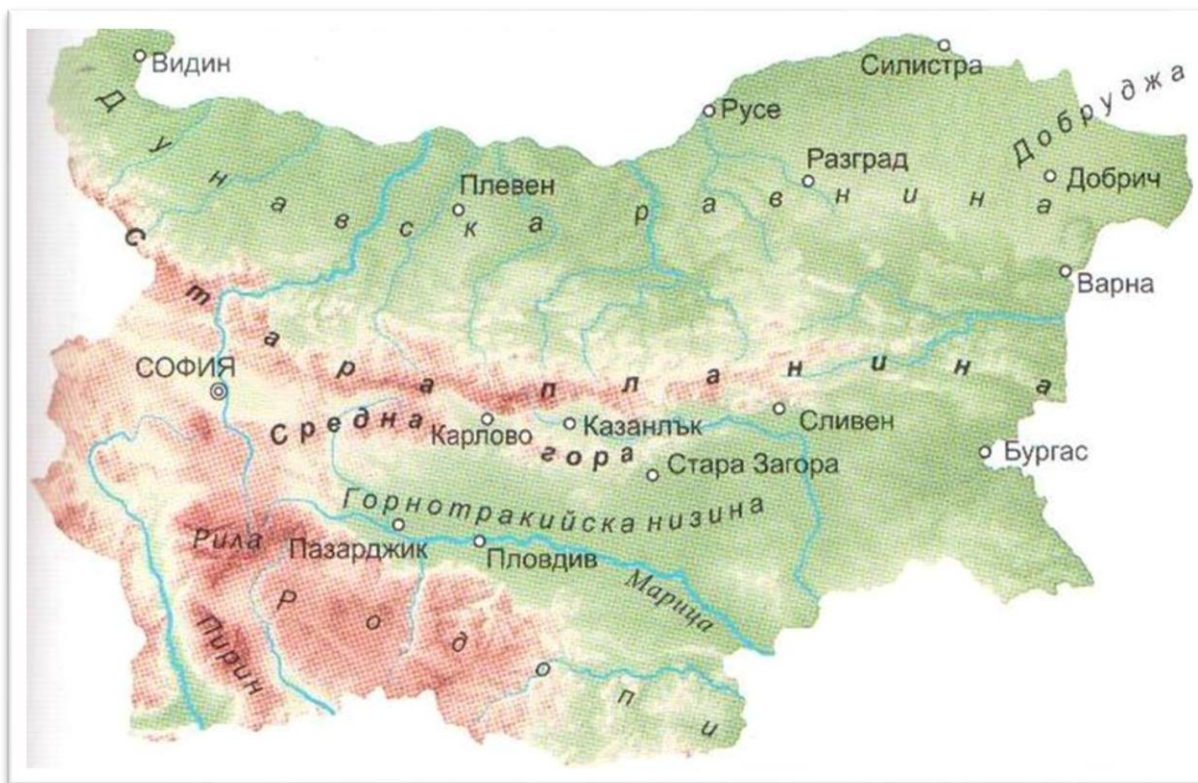 Видин
Силистра
Добруджа
Русе
Дунавска равнина
Разград
Добрич
Плевен
Варна
Стара планина
СОФИЯ
Средна гора
Карлово
Казанлък
Сливен
Стара Загора
Бургас
Горнотракийска низина
Рила
Пазарджик
Пловдив
Марица
Родопи
Пирин